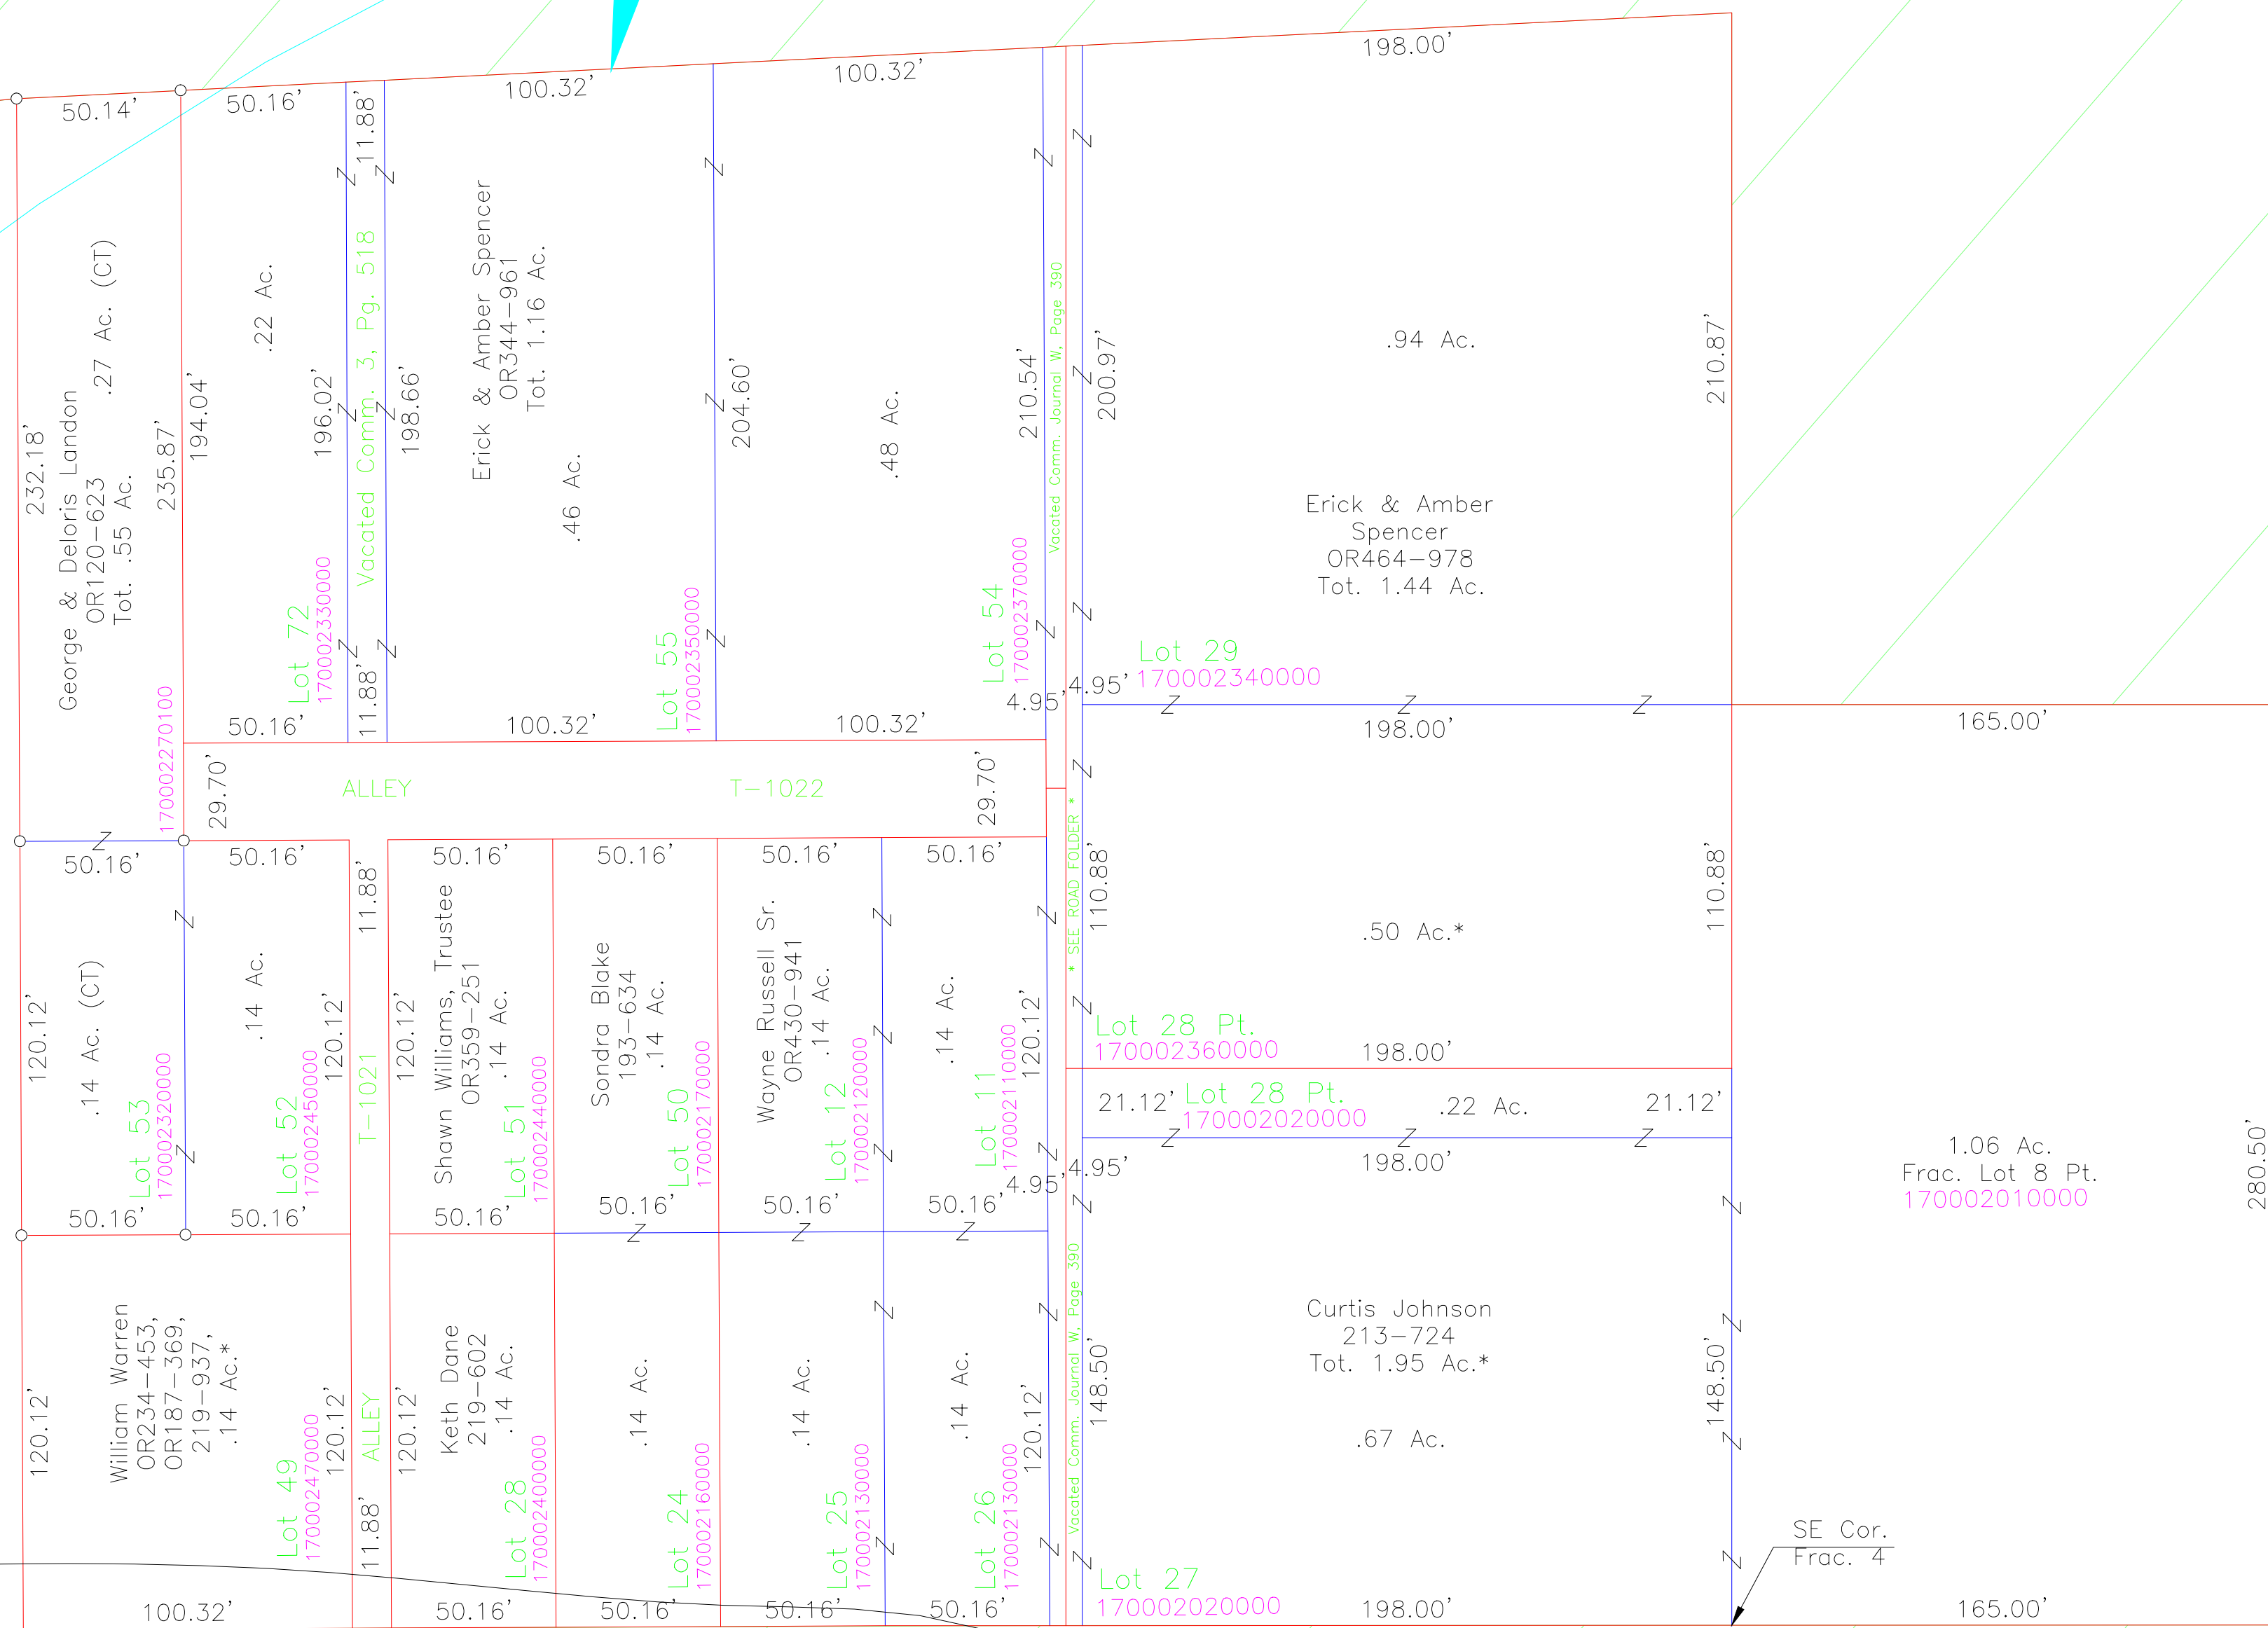 50.14'
50.16'
11.88'
100.32'
100.32'
198.00'
232.18'
George & Deloris Landon
OR120-623
Tot. .55 Ac.
.27 Ac. (CT)
235.87'
170002270100
194.04'
.22 Ac.
196.02'
Lot 72
170002330000
50.16'
Vacated Comm. 3, Pg. 518
11.88'
198.66'
Erick & Amber Spencer
OR344-961
Tot. 1.16 Ac.
.46 Ac.
Lot 55
170002350000
100.32'
204.60'
.48 Ac.
Lot 54
170002370000
210.54'
100.32'
4.95'
4.95'
Vacated Comm. Journal W, Page 390
200.97'
.94 Ac.
210.87'
Erick & Amber
Spencer
OR464-978
Tot. 1.44 Ac.
Lot 29
170002340000
198.00'
165.00'
29.70'
ALLEY
T-1022
29.70'
* SEE ROAD FOLDER *
110.88'
.50 Ac.*
110.88'
Lot 28 Pt.
170002360000
198.00'
50.16'
120.12'
.14 Ac. (CT)
Lot 53
170002320000
50.16'
50.16'
.14 Ac.
Lot 52
170002450000
120.12'
50.16'
11.88'
T-1021
50.16'
120.12'
Shawn Williams, Trustee
OR359-251
.14 Ac.
Lot 51
170002440000
50.16'
50.16'
Sondra Blake
193-634
.14 Ac.
Lot 50
170002170000
50.16'
50.16'
Wayne Russell Sr.
OR430-941
.14 Ac.
Lot 12
170002120000
50.16'
50.16'
.14 Ac.
Lot 11
170002110000
120.12'
50.16'
4.95'
4.95'
21.12'
Lot 28 Pt.
170002020000
.22 Ac.
21.12'
198.00'
1.06 Ac.
Frac. Lot 8 Pt.
170002010000
280.50'
120.12'
William Warren
OR234-453,
OR187-369,
219-937,
.14 Ac.*
Lot 49
170002470000
120.12'
100.32'
ALLEY
11.88'
120.12'
Keth Dane
219-602
.14 Ac.
Lot 28
170002400000
50.16'
.14 Ac.
Lot 24
170002160000
50.16'
.14 Ac.
Lot 25
170002130000
50.16'
.14 Ac.
Lot 26
170002130000
120.12'
50.16'
Vacated Comm. Journal W, Page 390
148.50'
Curtis Johnson
213-724
Tot. 1.95 Ac.*
.67 Ac.
148.50'
Lot 27
170002020000
198.00'
SE Cor.
Frac. 4
165.00'